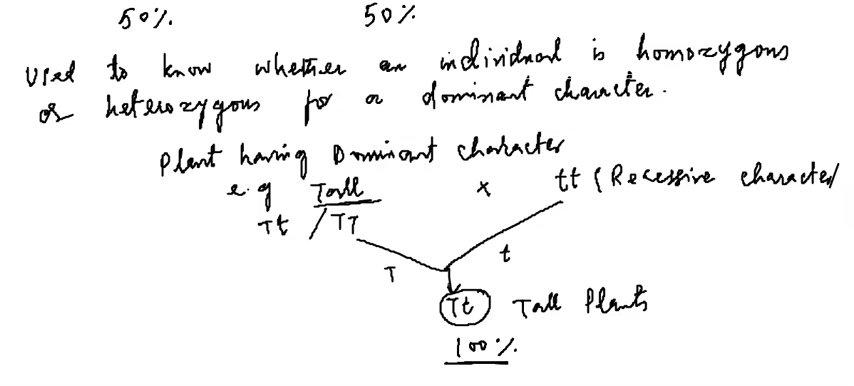 50%. 50%.
Used to know whether an individual is homozygous
or heterozygous for a dominant character.
Plant having Dominant character
e.g Tall x tt (Recessive character)
Tt / TT
T t
Tt Tall Plants
100%.